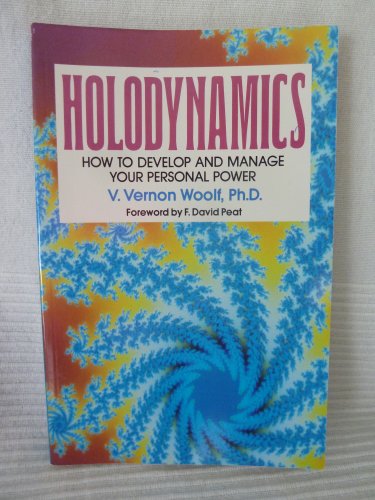 HOLODYNAMICS
HOW TO DEVELOP AND MANAGE
YOUR PERSONAL POWER
V. Vernon Woolf, Ph.D.
Foreword by F. David Peat